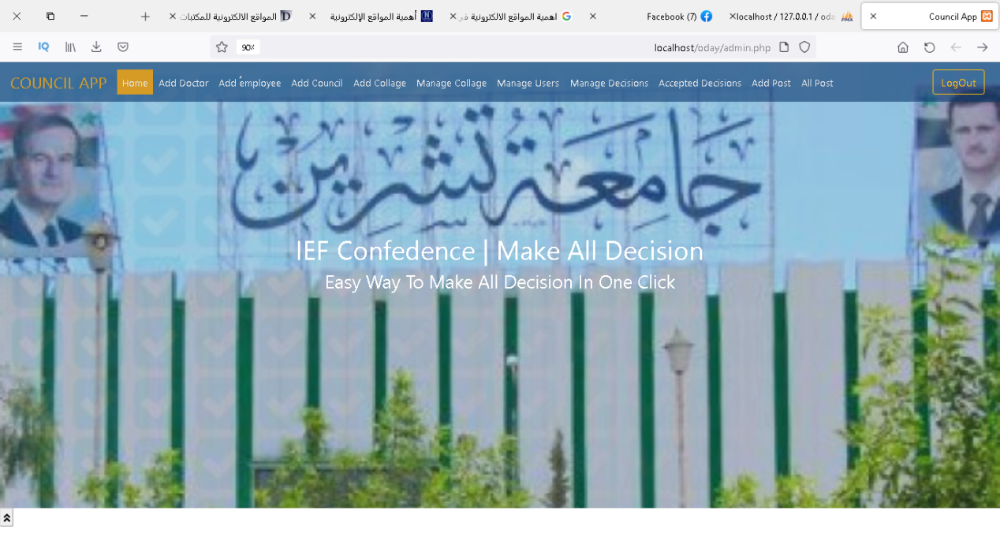 المواقع الالكترونية للمكتبات
أهمية المواقع الإلكترونية
اهمية المواقع الالكترونية في
Facebook (7)
localhost / 127.0.0.1 / oda
Council App
IQ
90%
localhost/oday/admin.php
COUNCIL APP Home Add Doctor Add employee Add Council Add Collage Manage Collage Manage Users Manage Decisions Accepted Decisions Add Post All Post LogOut
جامعة تشرين
IEF Confedence | Make All Decision
Easy Way To Make All Decision In One Click